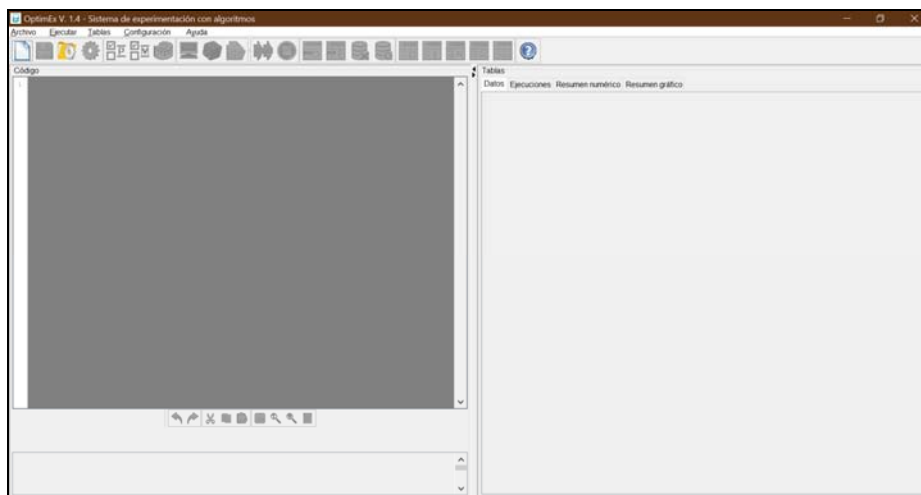 OptimEx V. 1.4 - Sistema de experimentación con algoritmos
Archivo Ejecutar Tablas Configuración Ayuda
Código
Tablas
Datos Ejecuciones Resumen numérico Resumen gráfico
1